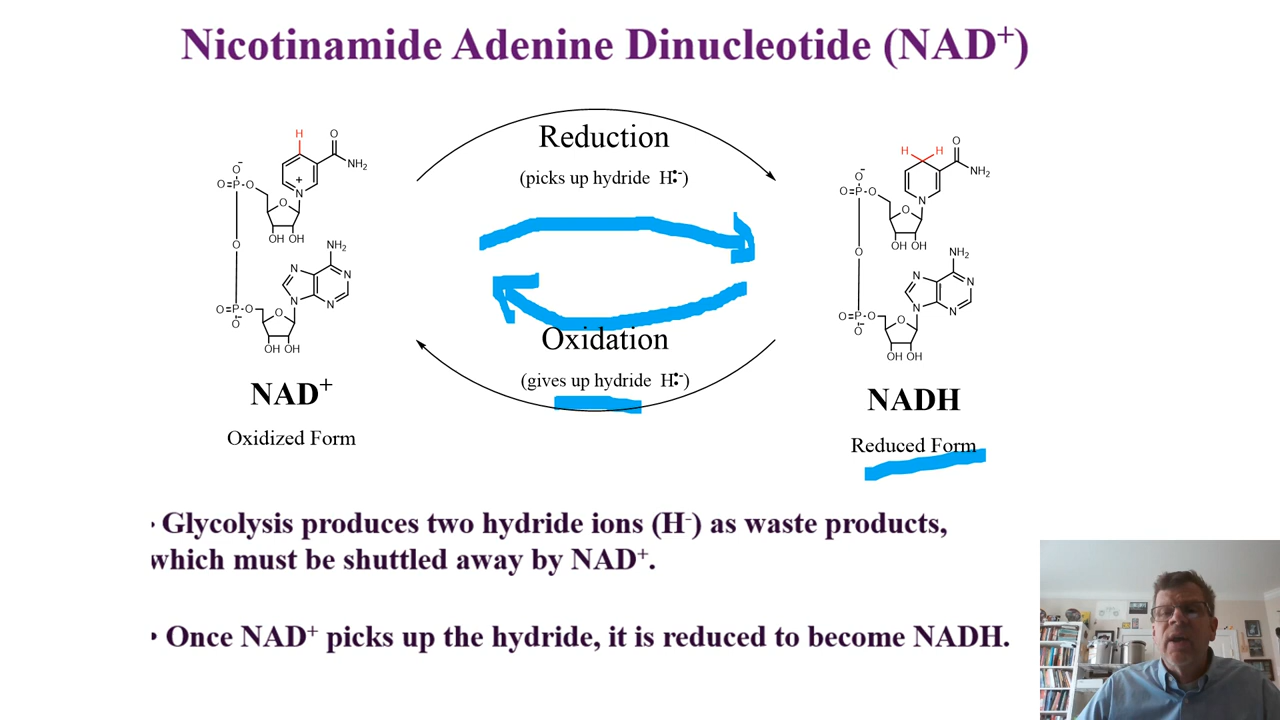 Nicotinamide Adenine Dinucleotide (NAD⁺)
Reduction
(picks up hydride H:⁻)
Oxidation
(gives up hydride H:⁻)
H
O
NH₂
+
N
O⁻
O=P-O
O
OH OH
O
NH₂
N
N
N
N
O=P-O
O⁻
O
OH OH
NAD⁺
Oxidized Form
H H
O
NH₂
N
O⁻
O=P-O
O
OH OH
O
NH₂
N
N
N
N
O=P-O
O⁻
O
OH OH
NADH
Reduced Form
· Glycolysis produces two hydride ions (H⁻) as waste products,
which must be shuttled away by NAD⁺.
· Once NAD⁺ picks up the hydride, it is reduced to become NADH.